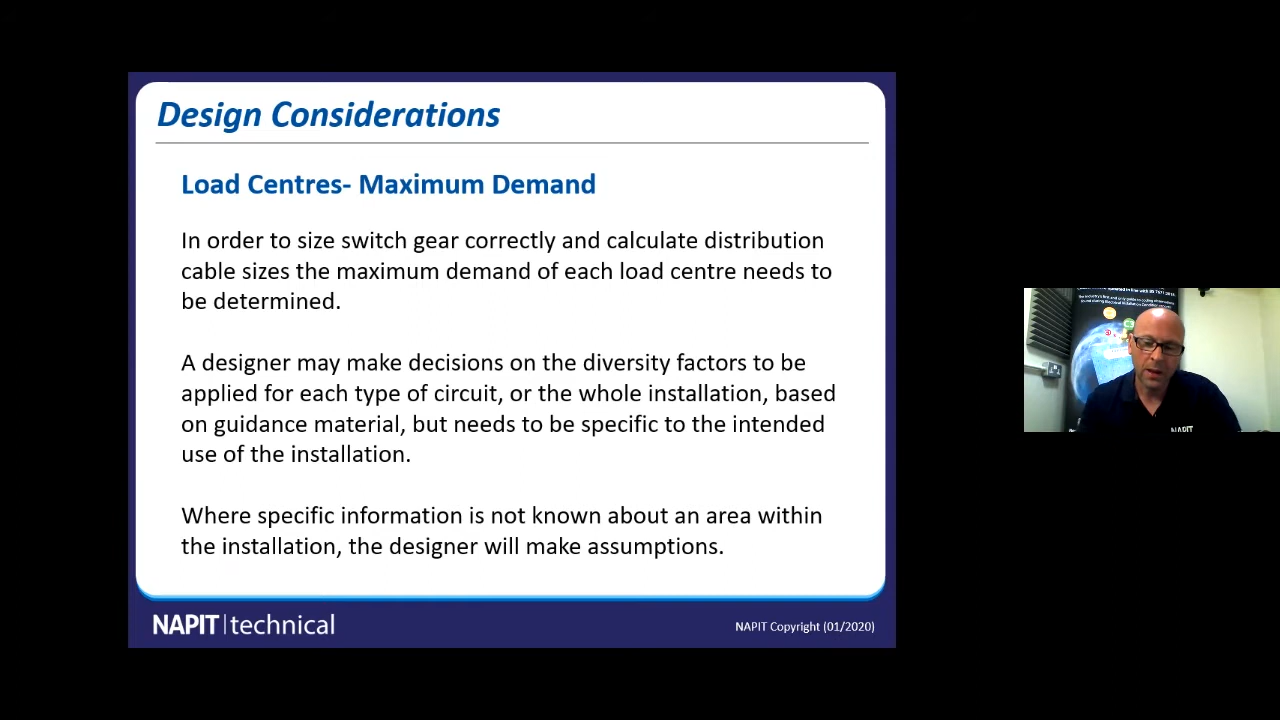 Design Considerations
Load Centres- Maximum Demand
In order to size switch gear correctly and calculate distribution
cable sizes the maximum demand of each load centre needs to
be determined.
A designer may make decisions on the diversity factors to be
applied for each type of circuit, or the whole installation, based
on guidance material, but needs to be specific to the intended
use of the installation.
Where specific information is not known about an area within
the installation, the designer will make assumptions.
NAPIT technical
NAPIT Copyright (01/2020)
NAPIT